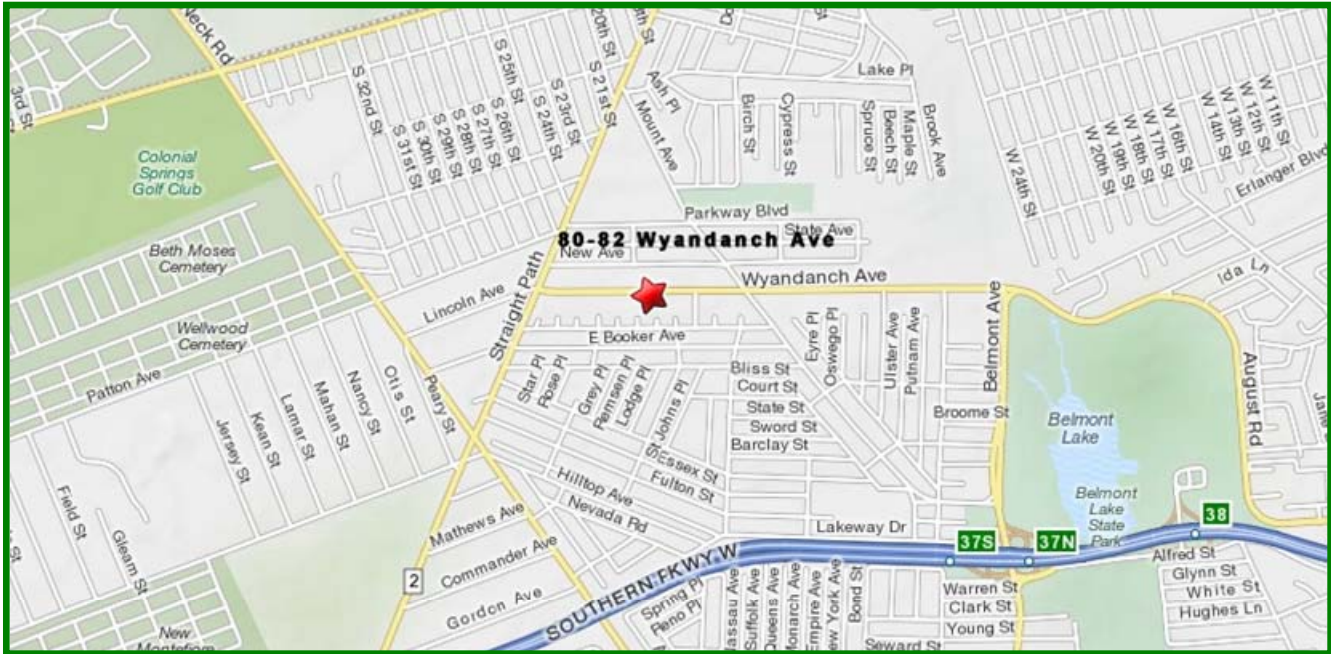 Neck Rd
3rd St
S 32nd St
S 31st St
S 30th St
S 29th St
S 28th St
S 27th St
S 26th St
S 25th St
S 24th St
S 23rd St
S 21st St
20th St
Ash Pl
Mount Ave
Birch St
Cypress St
Lake Pl
Spruce St
Beech St
Maple St
Brook Ave
W 24th St
W 20th St
W 19th St
W 18th St
W 17th St
W 16th St
W 14th St
W 13th St
W 12th St
W 11th St
Erlanger Blvd
Colonial
Springs
Golf Club
Beth Moses
Cemetery
Wellwood
Cemetery
Patton Ave
Parkway Blvd
State Ave
80-82 Wyandanch Ave
New Ave
Wyandanch Ave
Lincoln Ave
Straight Path
E Booker Ave
Ida Ln
Belmont Ave
August Rd
Jersey St
Kean St
Lamar St
Mahan St
Nancy St
Otis St
Peary St
Star Pl
Rose Pl
Grey Pl
Remsen Pl
Lodge Pl
St Johns Pl
Essex St
Fulton St
Bliss St
Court St
State St
Sword St
Barclay St
Eyre Pl
Oswego Pl
Ulster Ave
Putnam Ave
Broome St
Belmont
Lake
Belmont
Lake
State
Park
Field St
Gleam St
Hilltop Ave
Nevada Rd
Mathews Ave
Commander Ave
Gordon Ave
2
Lakeway Dr
37S
37N
38
SOUTHERN PKWY W
Spring Pl
Reno Pl
Nassau Ave
Suffolk Ave
Queens Ave
Monarch Ave
Empire Ave
New York Ave
Bond St
Warren St
Clark St
Young St
Seward St
Alfred St
Glynn St
White St
Hughes Ln
New
Montefiore